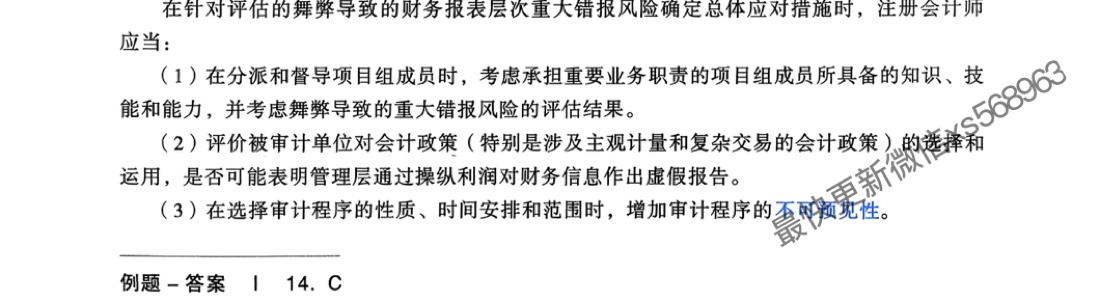 在针对评估的舞弊导致的财务报表层次重大错报风险确定总体应对措施时，注册会计师
应当：
（1）在分派和督导项目组成员时，考虑承担重要业务职责的项目组成员所具备的知识、技
能和能力，并考虑舞弊导致的重大错报风险的评估结果。
（2）评价被审计单位对会计政策（特别是涉及主观计量和复杂交易的会计政策）的选择和
运用，是否可能表明管理层通过操纵利润对财务信息作出虚假报告。
（3）在选择审计程序的性质、时间安排和范围时，增加审计程序的不可预见性。
最快更新微信xs568963
例题－答案 | 14. C